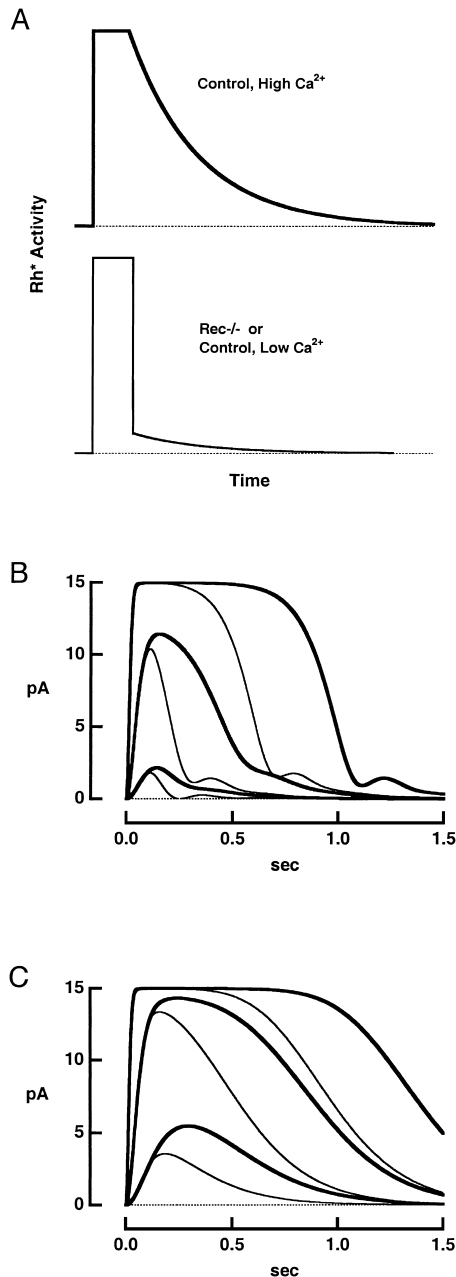 A
Control, High Ca2+
Rh* Activity
Rec-/- or
Control, Low Ca2+
Time
B
15
10
pA
5
0
0.0 0.5 1.0 1.5
sec
C
15
10
pA
5
0
0.0 0.5 1.0 1.5
sec